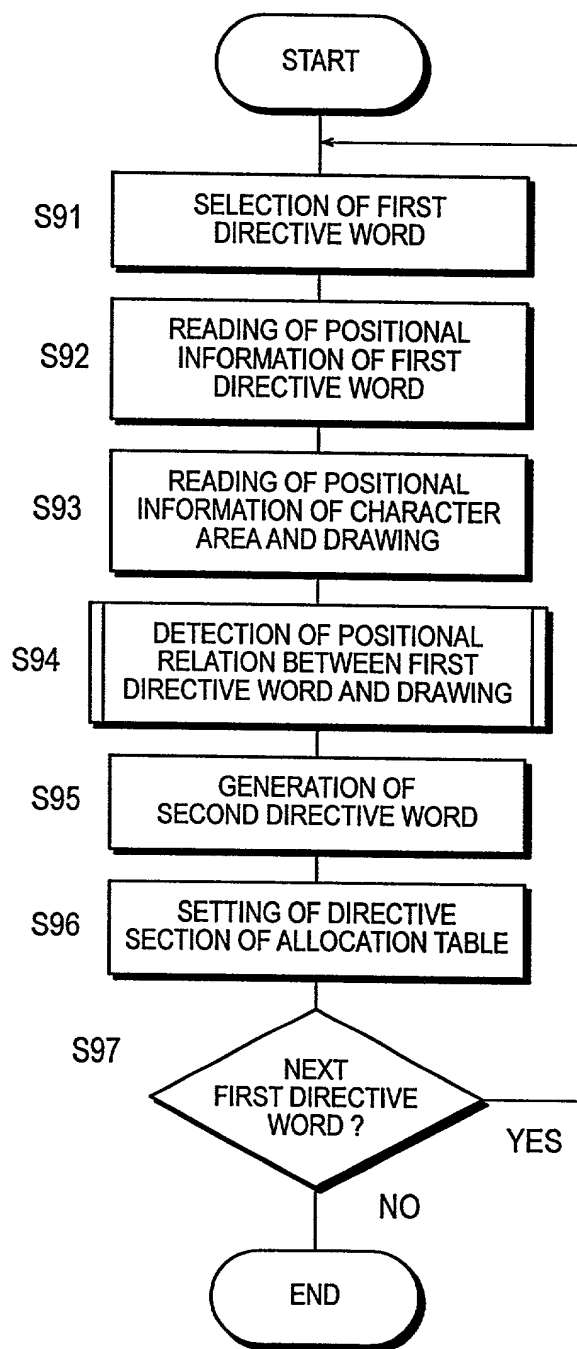 START
S91
SELECTION OF FIRST
DIRECTIVE WORD
S92
READING OF POSITIONAL
INFORMATION OF FIRST
DIRECTIVE WORD
S93
READING OF POSITIONAL
INFORMATION OF CHARACTER
AREA AND DRAWING
S94
DETECTION OF POSITIONAL
RELATION BETWEEN FIRST
DIRECTIVE WORD AND DRAWING
S95
GENERATION OF
SECOND DIRECTIVE WORD
S96
SETTING OF DIRECTIVE
SECTION OF ALLOCATION TABLE
S97
NEXT
FIRST DIRECTIVE
WORD ?
YES
NO
END